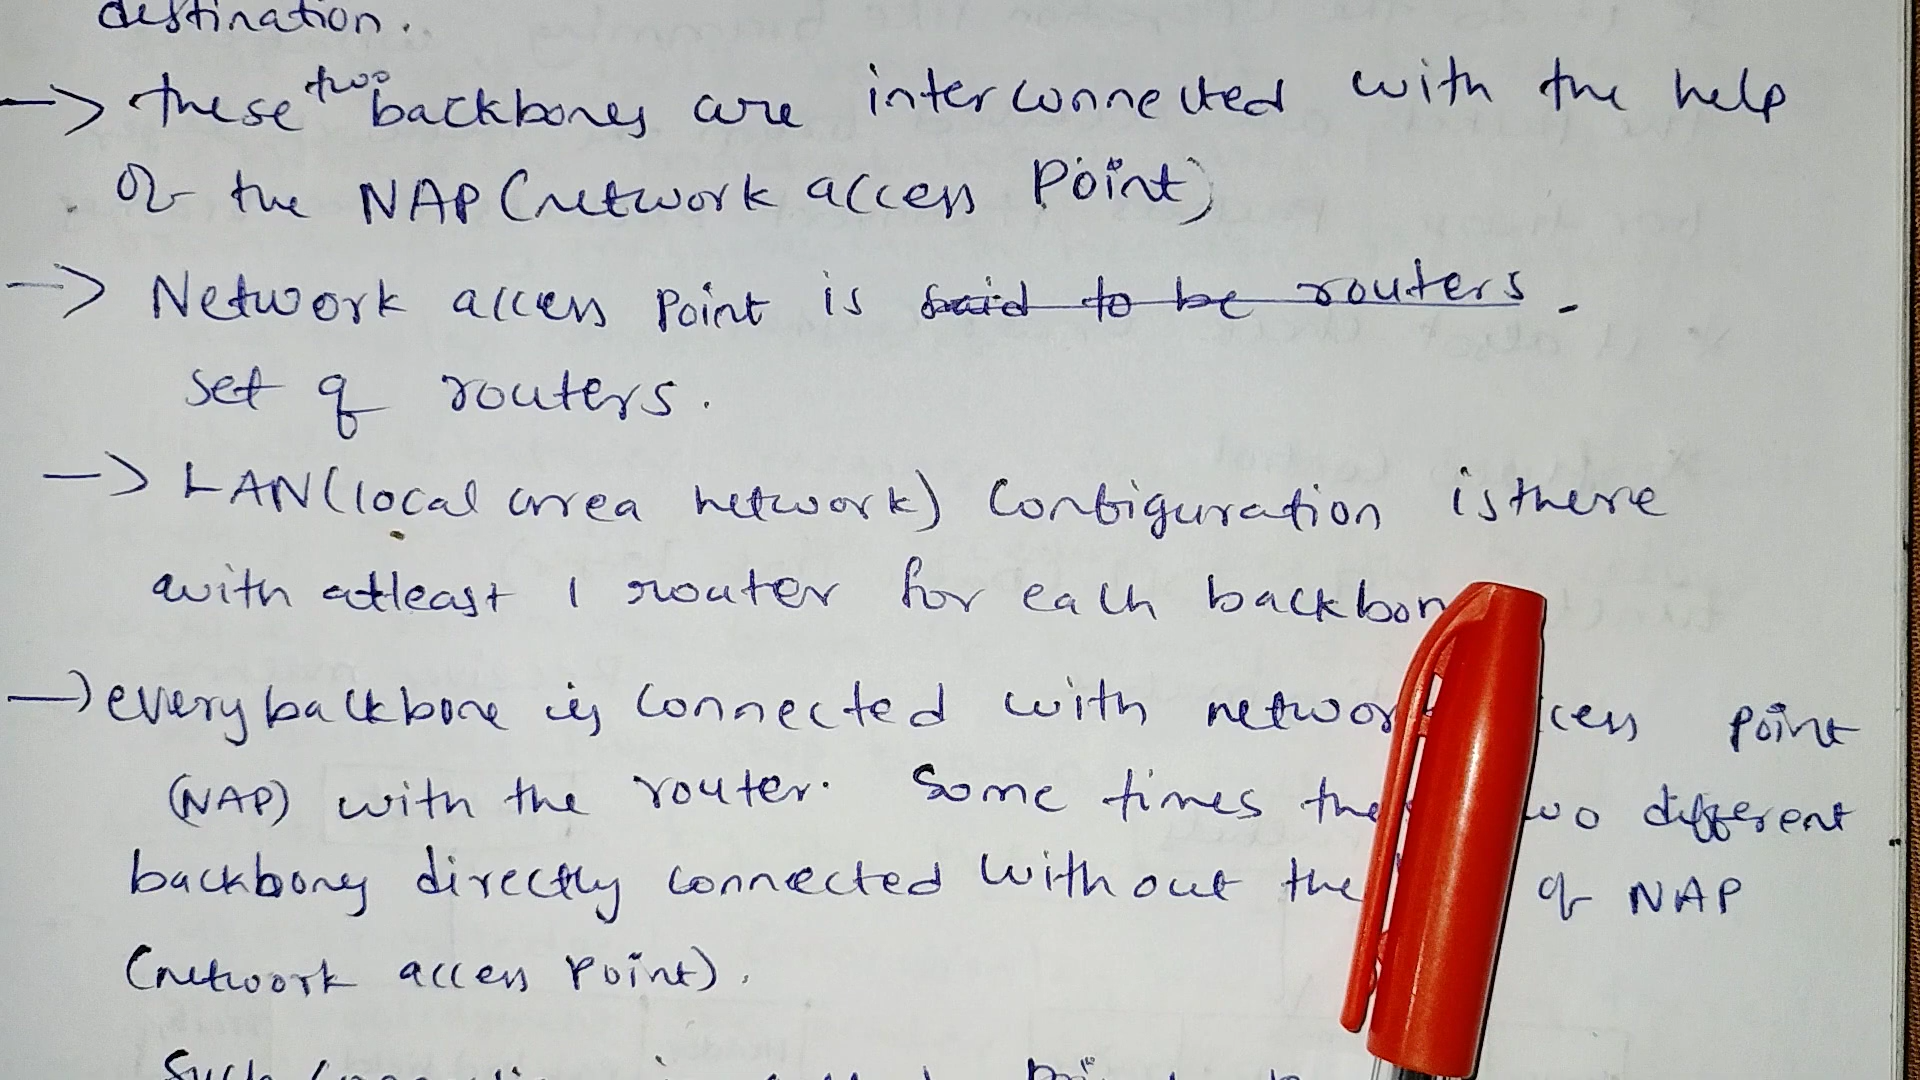 destination.
→ these two backbones are interconnected with the help
of the NAP (network access Point)
→ Network access Point is said to be routers.
set of routers.
→ LAN (local area network) Configuration is there
with atleast 1 router for each backbon
→ every backbone is connected with networ cess point
(NAP) with the router. Some times the wo different
backbones directly connected without the of NAP
(network access Point).
Such